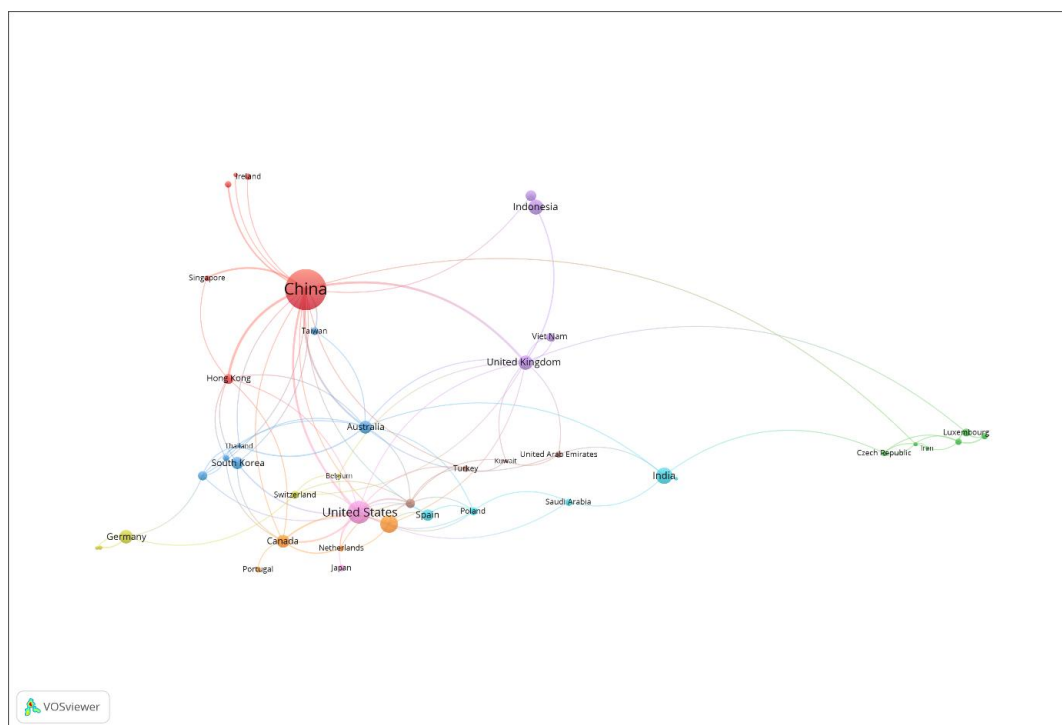 Ireland
Indonesia
Singapore
China
Taiwan
Viet Nam
United Kingdom
Hong Kong
Australia
Luxembourg
Thailand
Iran
Czech Republic
United Arab Emirates
South Korea
Kuwait
Turkey
Belgium
India
Switzerland
Saudi Arabia
United States
Spain
Poland
Germany
Canada
Netherlands
Portugal
Japan
VOSviewer